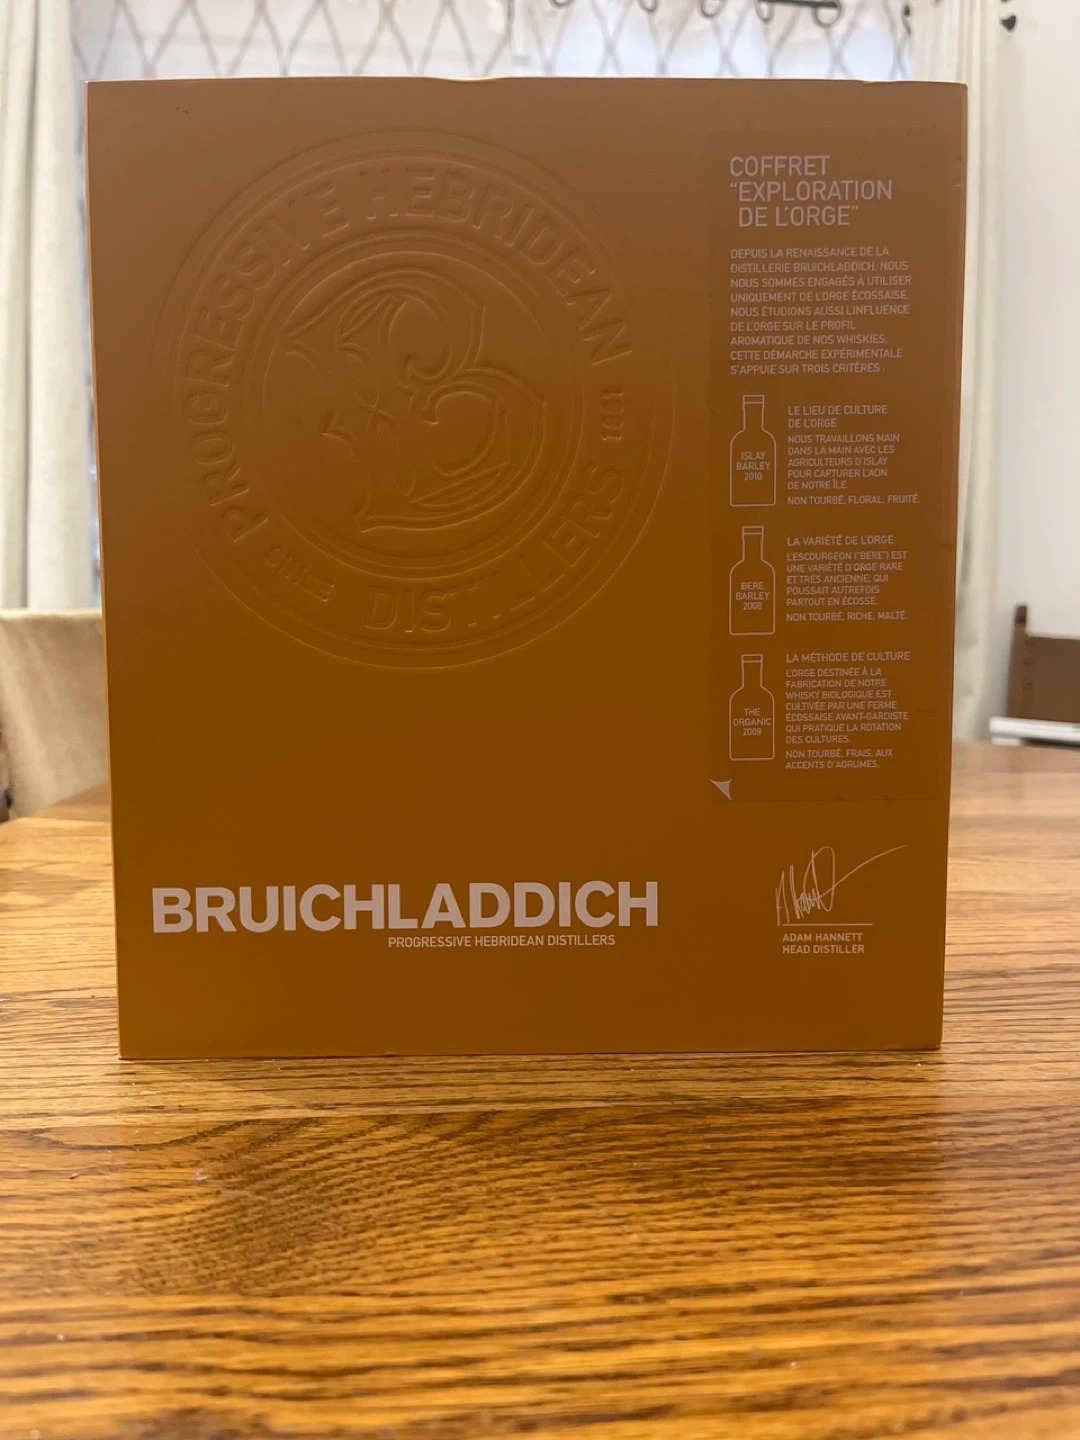 PROGRESSIVE HEBRIDEAN
DISTILLERS
SINCE 1881
COFFRET
“EXPLORATION
DE L'ORGE”
DEPUIS LA RENAISSANCE DE LA
DISTILLERIE BRUICHLADDICH, NOUS
NOUS SOMMES ENGAGÉS À UTILISER
UNIQUEMENT DE L'ORGE ÉCOSSAISE.
NOUS ÉTUDIONS AUSSI L'INFLUENCE
DE L'ORGE SUR LE PROFIL
AROMATIQUE DE NOS WHISKIES.
CETTE DÉMARCHE EXPÉRIMENTALE
S'APPUIE SUR TROIS CRITÈRES :
ISLAY
BARLEY
2010
LE LIEU DE CULTURE
DE L'ORGE
NOUS TRAVAILLONS MAIN
DANS LA MAIN AVEC LES
AGRICULTEURS D'ISLAY
POUR CAPTURER L'ADN
DE NOTRE ÎLE.
NON TOURBÉ, FLORAL, FRUITÉ.
BERE
BARLEY
2008
LA VARIÉTÉ DE L'ORGE
L'ESCOURGEON ("BERE") EST
UNE VARIÉTÉ D'ORGE RARE
ET TRÈS ANCIENNE, QUI
POUSSAIT AUTREFOIS
PARTOUT EN ÉCOSSE.
NON TOURBÉ, RICHE, MALTÉ.
THE
ORGANIC
2009
LA MÉTHODE DE CULTURE
L'ORGE DESTINÉE À LA
FABRICATION DE NOTRE
WHISKY BIOLOGIQUE EST
CULTIVÉE PAR UNE FERME
ÉCOSSAISE AVANT-GARDISTE
QUI PRATIQUE LA ROTATION
DES CULTURES.
NON TOURBÉ, FRAIS, AUX
ACCENTS D'AGRUMES.
BRUICHLADDICH
PROGRESSIVE HEBRIDEAN DISTILLERS
ADAM HANNETT
HEAD DISTILLER